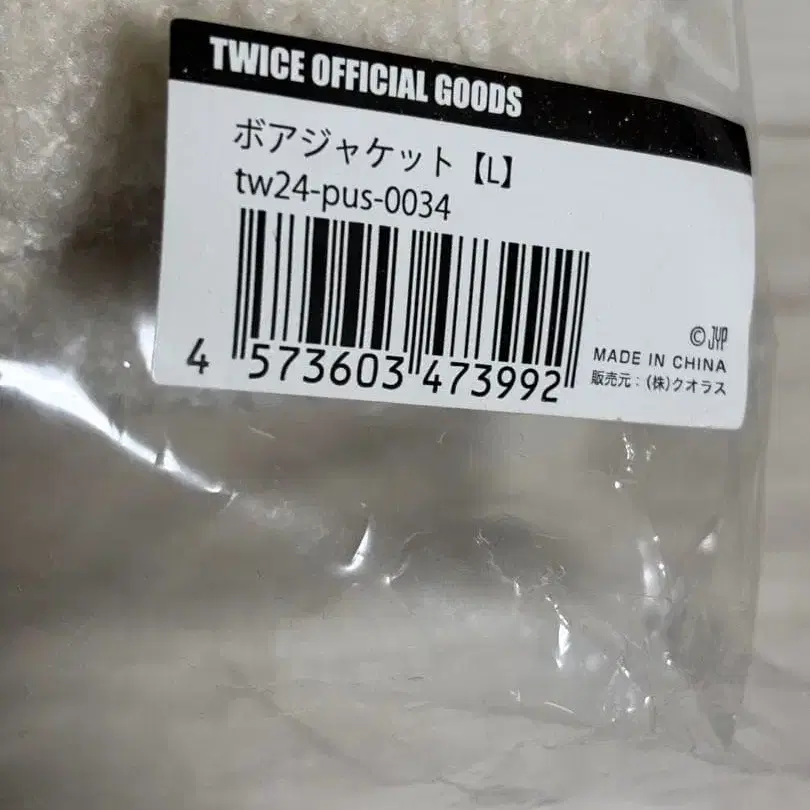 TWICE OFFICIAL GOODS
ボアジャケット【L】
tw24-pus-0034
4 573603 473992
©JYP
MADE IN CHINA
販売元：(株)クオラス